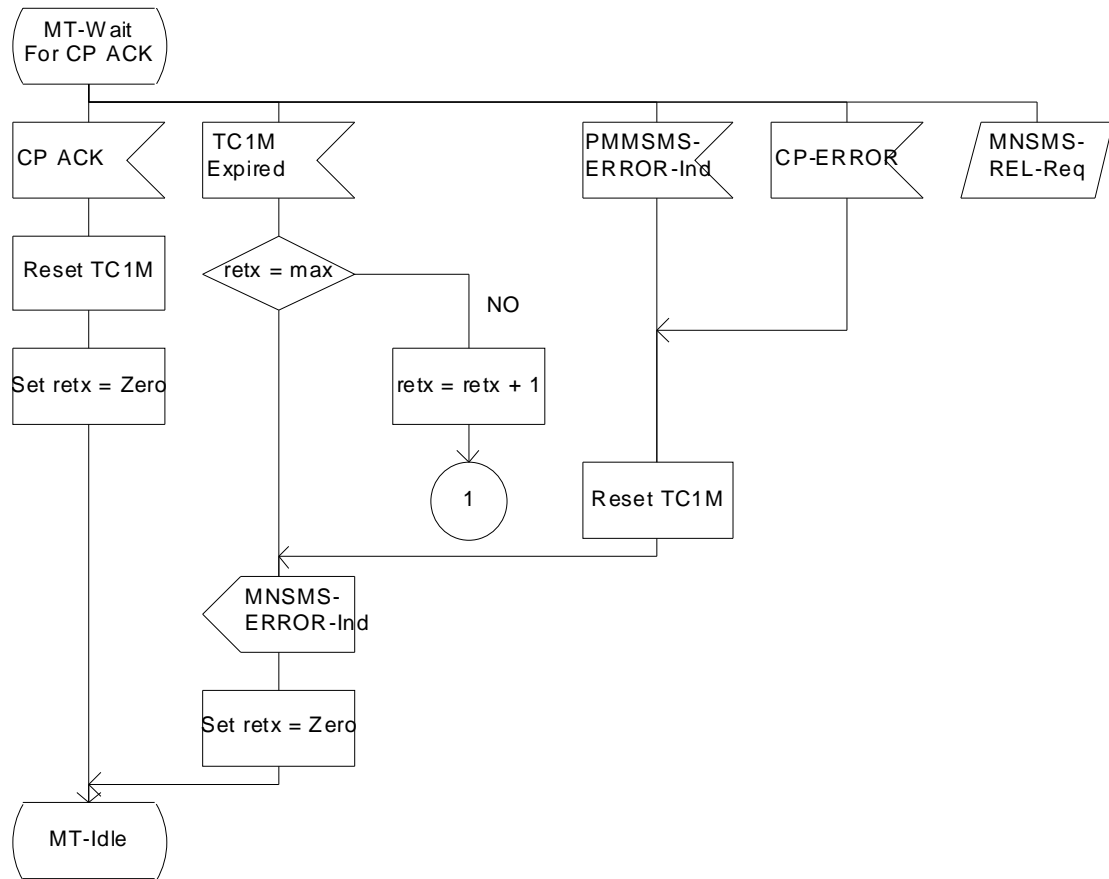 MT-Wait
For CP ACK
CP ACK
TC1M
Expired
PMMSMS-
ERROR-Ind
CP-ERROR
MNSMS-
REL-Req
Reset TC1M
retx = max
NO
Set retx = Zero
retx = retx + 1
1
Reset TC1M
MNSMS-
ERROR-Ind
Set retx = Zero
MT-Idle